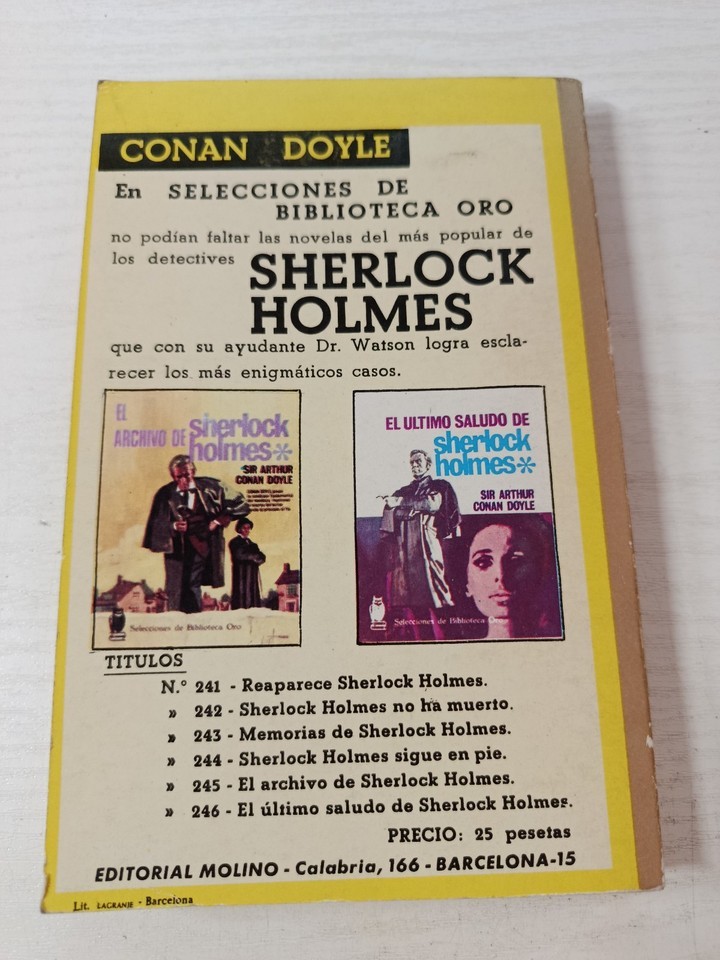 CONAN DOYLE
En SELECCIONES DE
BIBLIOTECA ORO
no podían faltar las novelas del más popular de
los detectives SHERLOCK
HOLMES
que con su ayudante Dr. Watson logra escla-
recer los más enigmáticos casos.
EL
ARCHIVO DE sherlock
holmes*
SIR ARTHUR
CONAN DOYLE
Selecciones de Biblioteca Oro
EL ULTIMO SALUDO DE
sherlock
holmes*
SIR ARTHUR
CONAN DOYLE
Selecciones de Biblioteca Oro
TITULOS
N.° 241 - Reaparece Sherlock Holmes.
» 242 - Sherlock Holmes no ha muerto.
» 243 - Memorias de Sherlock Holmes.
» 244 - Sherlock Holmes sigue en pie.
» 245 - El archivo de Sherlock Holmes.
» 246 - El último saludo de Sherlock Holmes.
PRECIO: 25 pesetas
EDITORIAL MOLINO - Calabria, 166 - BARCELONA-15
Lit. LAGRANJE - Barcelona